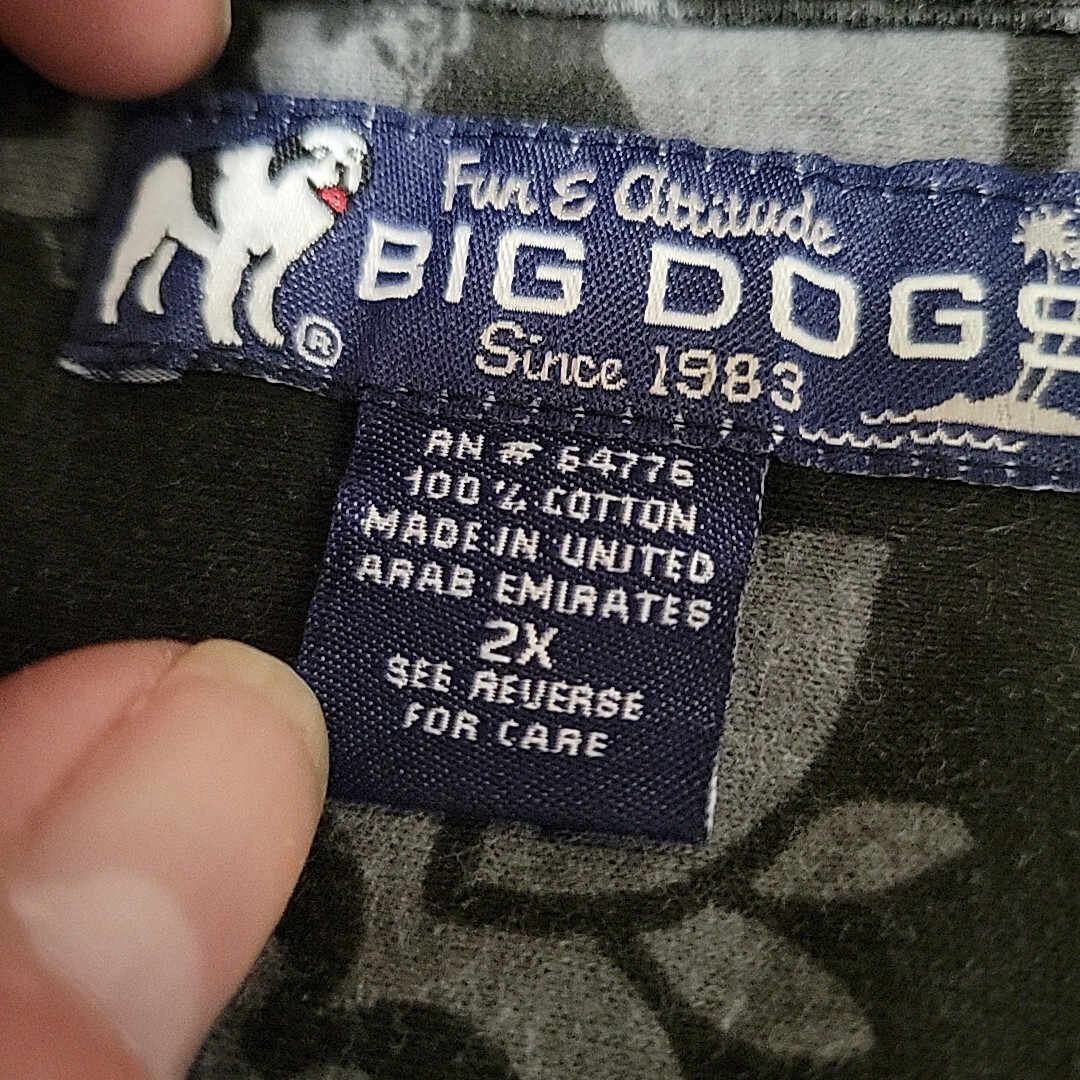 Fun & Attitude
BIG DOGS
®
Since 1983
RN # 64776
100% COTTON
MADE IN UNITED
ARAB EMIRATES
2X
SEE REVERSE
FOR CARE